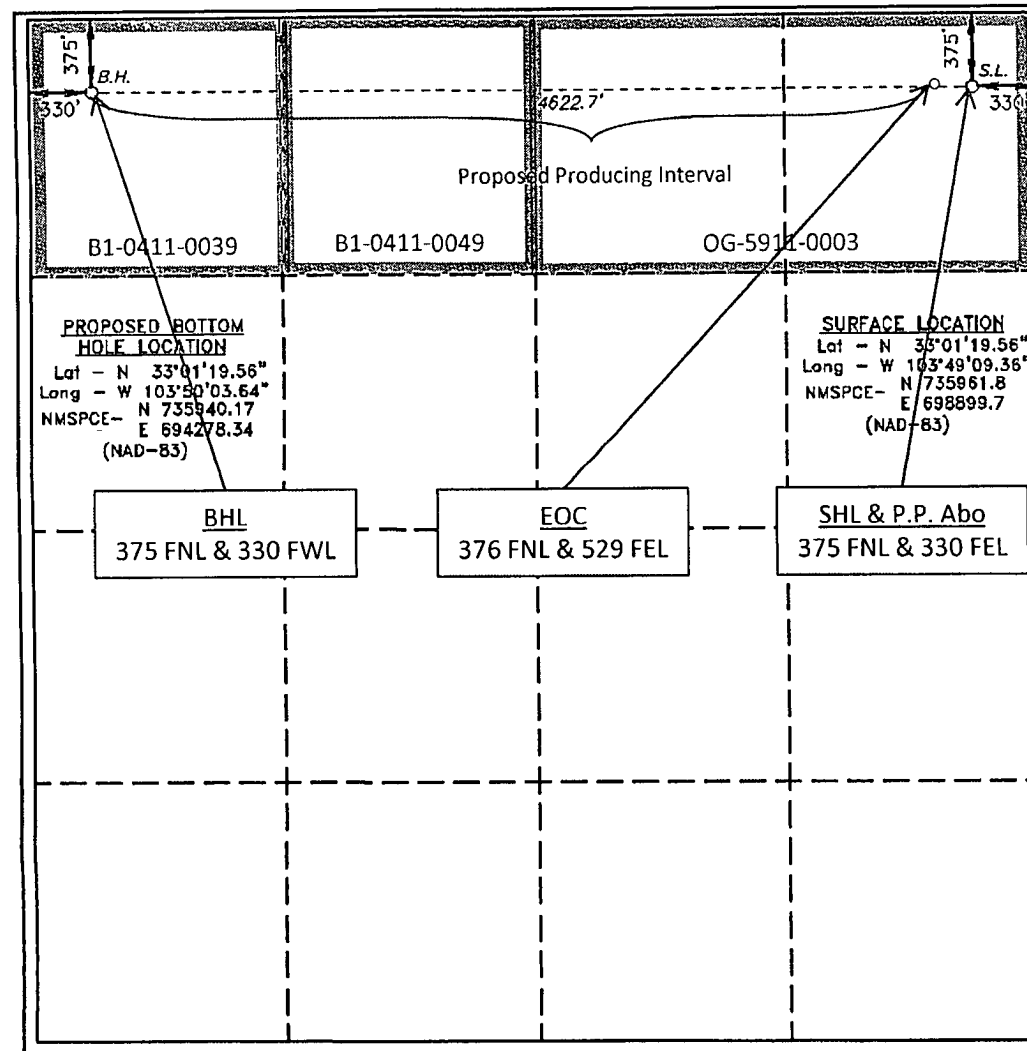 375' 375'
B.H. S.L.
330' 4622.7' 330'
Proposed Producing Interval
B1-0411-0039 B1-0411-0049 OG-5911-0003
PROPOSED BOTTOM
HOLE LOCATION
Lat - N 33°01'19.56"
Long - W 103°50'03.64"
NMSPCE- N 735940.17
E 694278.34
(NAD-83)
SURFACE LOCATION
Lat - N 33°01'19.56"
Long - W 103°49'09.36"
NMSPCE- N 735961.8
E 698899.7
(NAD-83)
BHL
375 FNL & 330 FWL
EOC
376 FNL & 529 FEL
SHL & P.P. Abo
375 FNL & 330 FEL